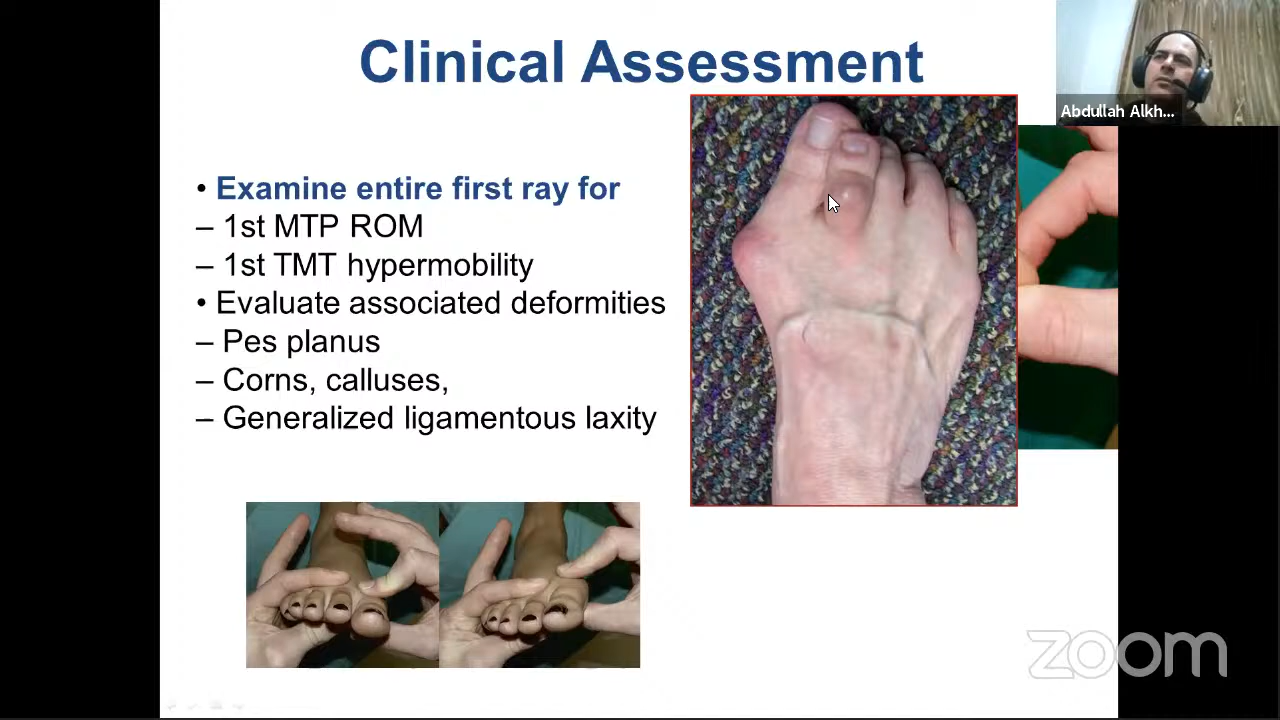 Clinical Assessment
Abdullah Alkh...
• Examine entire first ray for
– 1st MTP ROM
– 1st TMT hypermobility
• Evaluate associated deformities
– Pes planus
– Corns, calluses,
– Generalized ligamentous laxity
zoom